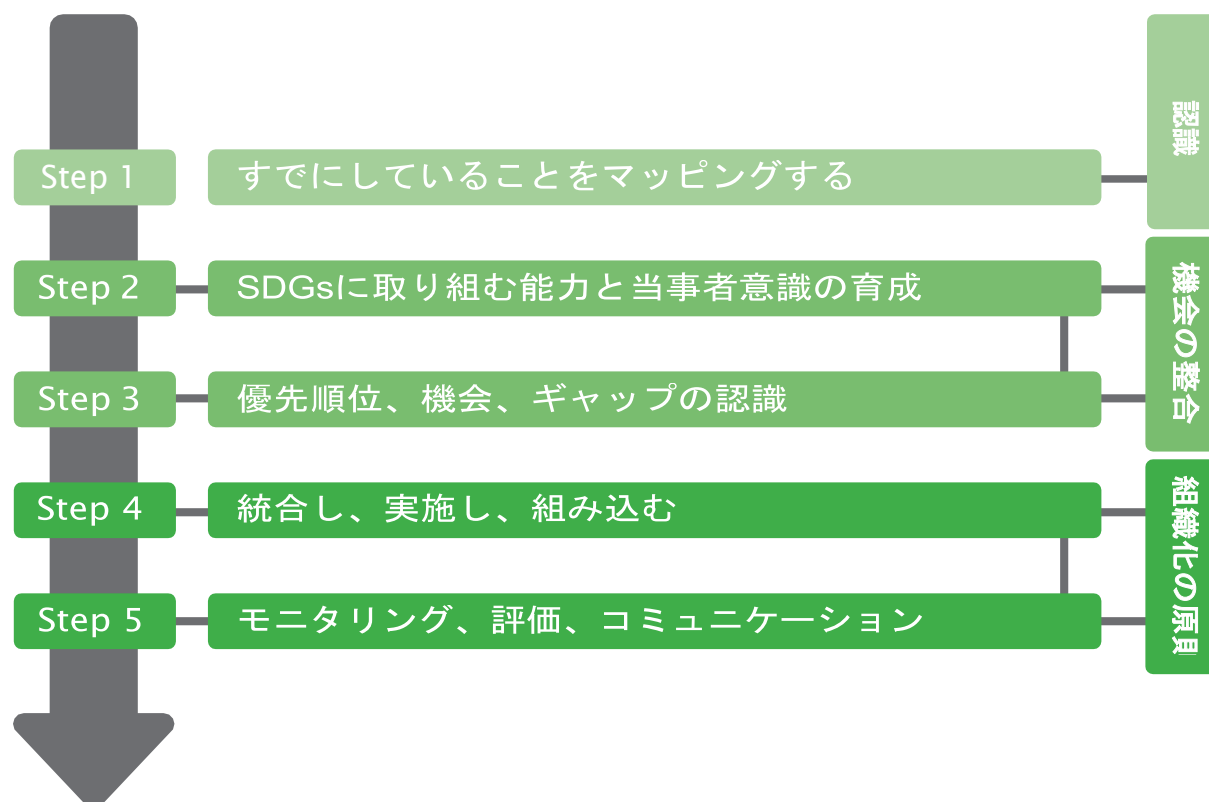 Step 1
すでにしていることをマッピングする
認識
Step 2
SDGsに取り組む能力と当事者意識の育成
Step 3
優先順位、機会、ギャップの認識
機会の整合
Step 4
統合し、実施し、組み込む
Step 5
モニタリング、評価、コミュニケーション
組織化の原則